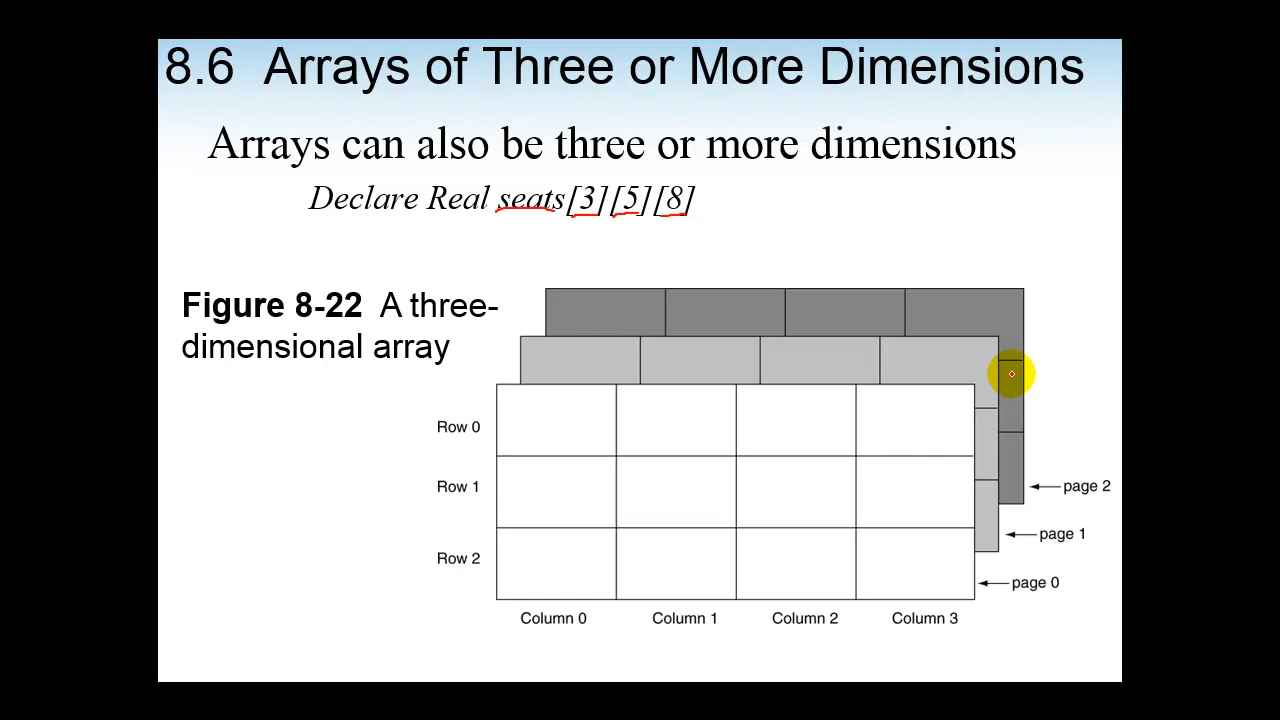 8.6 Arrays of Three or More Dimensions
Arrays can also be three or more dimensions
Declare Real seats[3][5][8]
Figure 8-22 A three-
dimensional array
Row 0
Row 1
Row 2
page 2
page 1
page 0
Column 0 Column 1 Column 2 Column 3